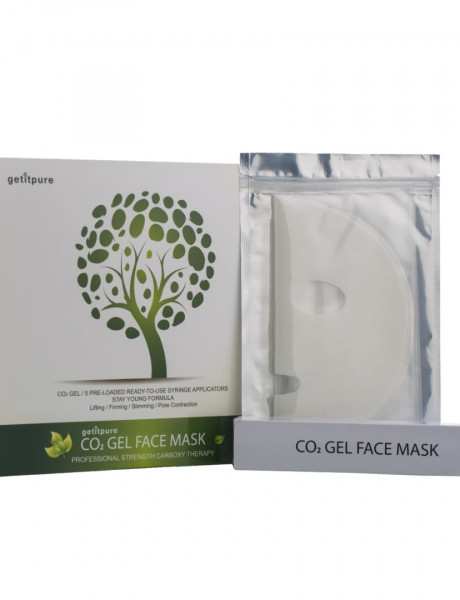 getitpure
CO₂ GEL / 5 PRE-LOADED READY-TO-USE SYRINGE APPLICATORS
STAY YOUNG FORMULA
Lifting / Firming / Slimming / Pore Contraction
getitpure
CO₂ GEL FACE MASK
PROFESSIONAL STRENGTH CARBOXY THERAPY
CO₂ GEL FACE MASK